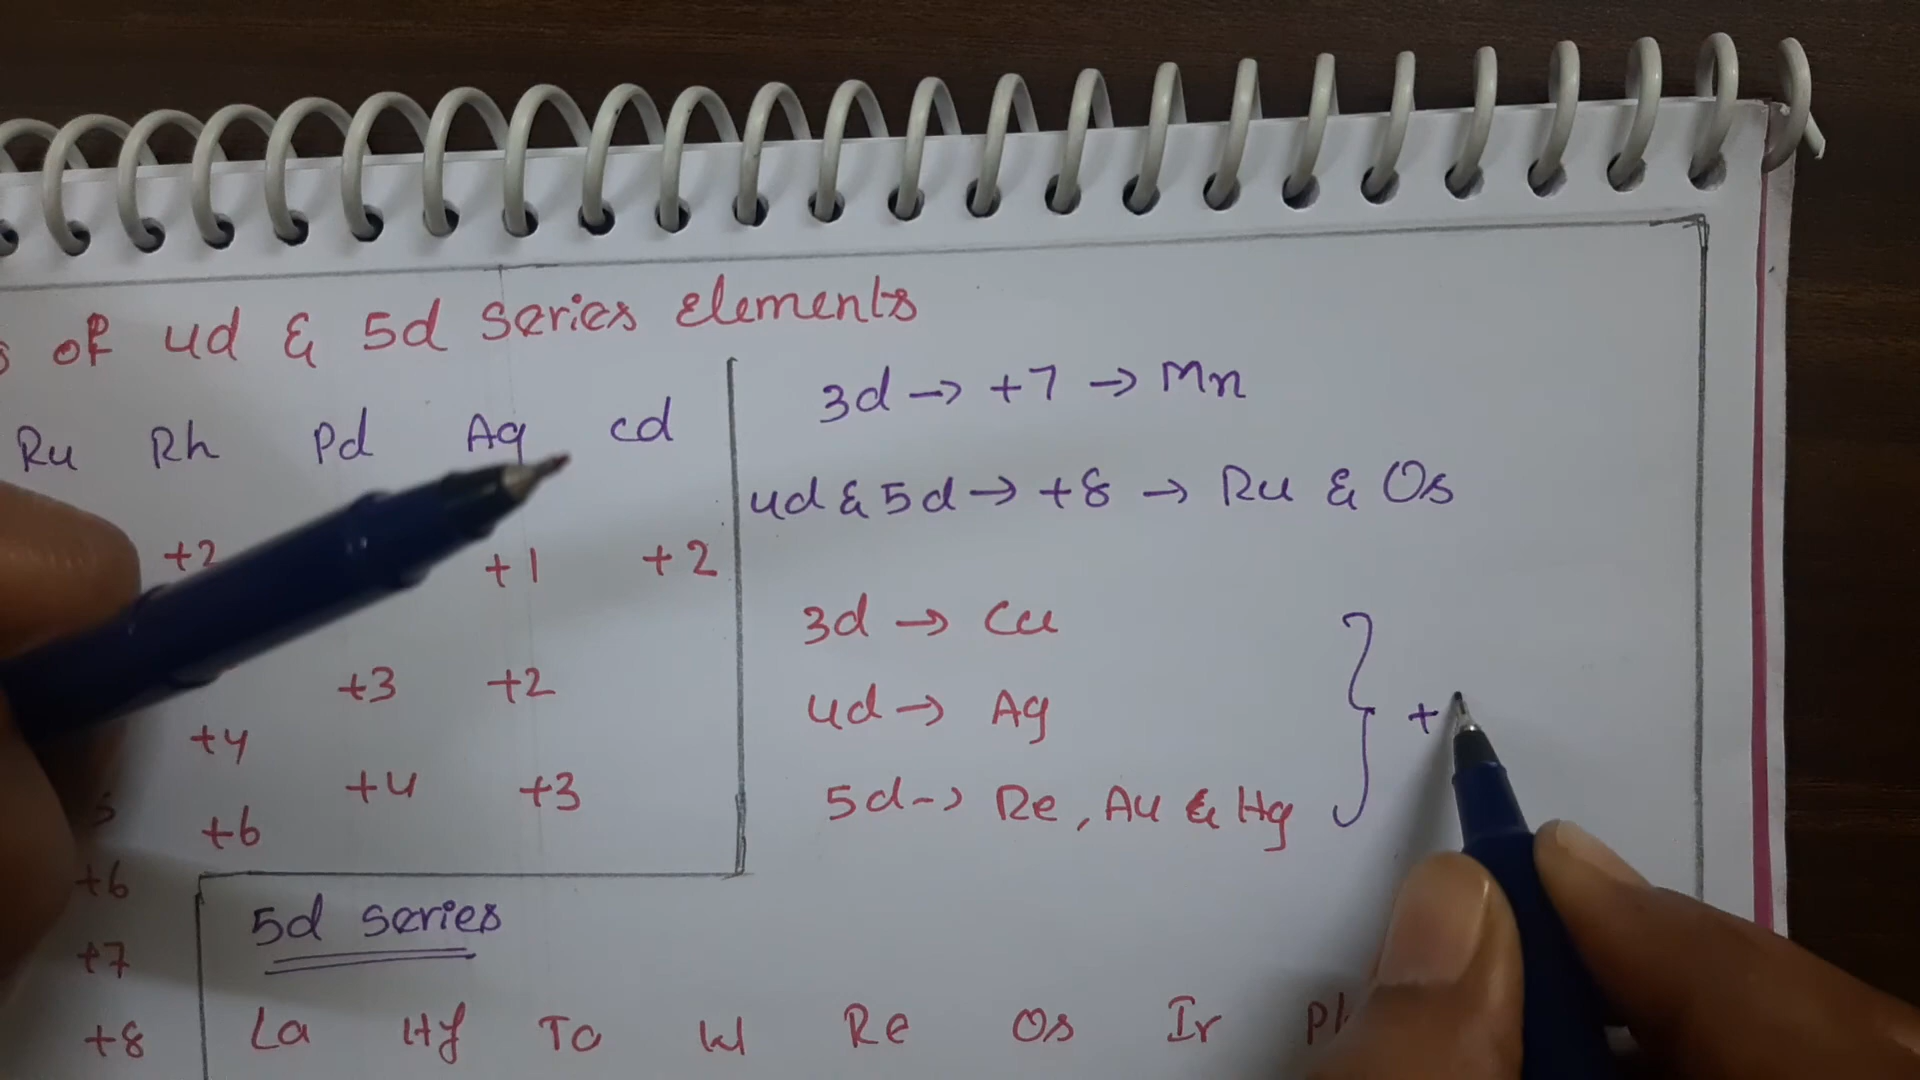 of 4d & 5d series elements
Ru Rh Pd Ag Cd
+2 +1 +2
+3 +2
+4
+4 +3
+6
+6
+7
+8
3d → +7 → Mn
4d & 5d → +8 → Ru & Os
3d → Cu
4d → Ag
5d → Re, Au & Hg
+
5d series
La Hf Ta W Re Os Ir